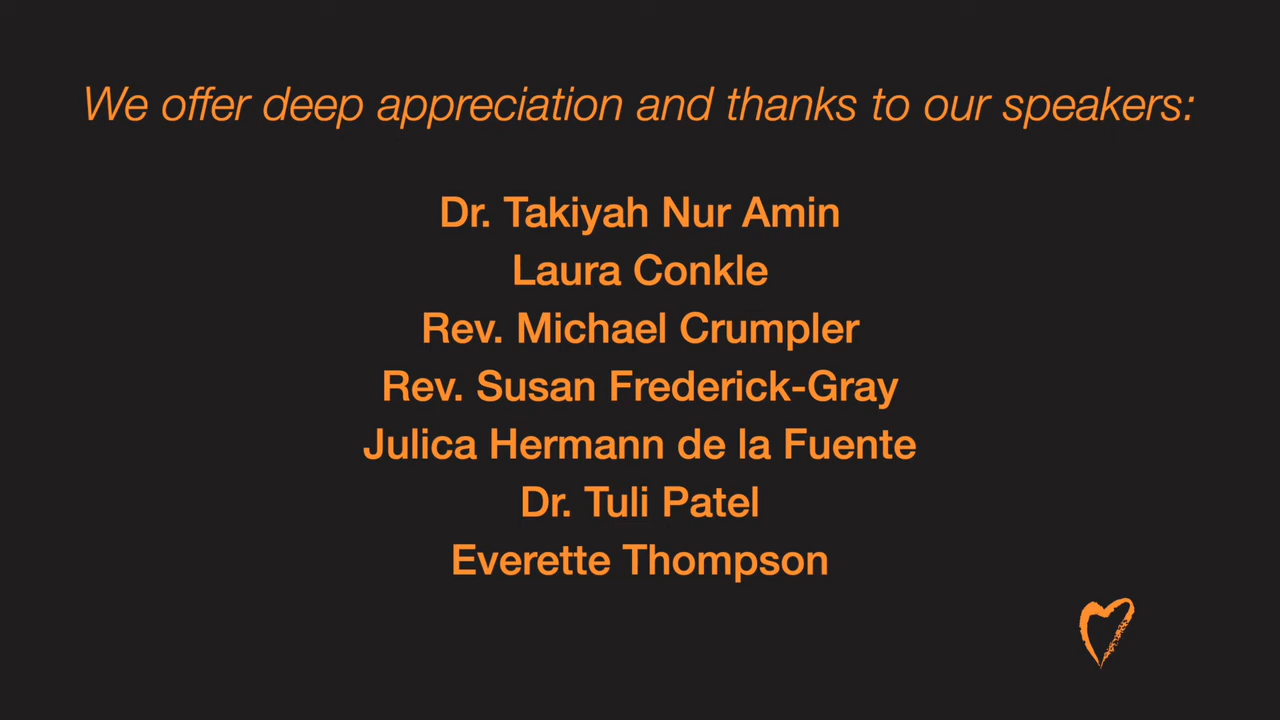 We offer deep appreciation and thanks to our speakers:
Dr. Takiyah Nur Amin
Laura Conkle
Rev. Michael Crumpler
Rev. Susan Frederick-Gray
Julica Hermann de la Fuente
Dr. Tuli Patel
Everette Thompson